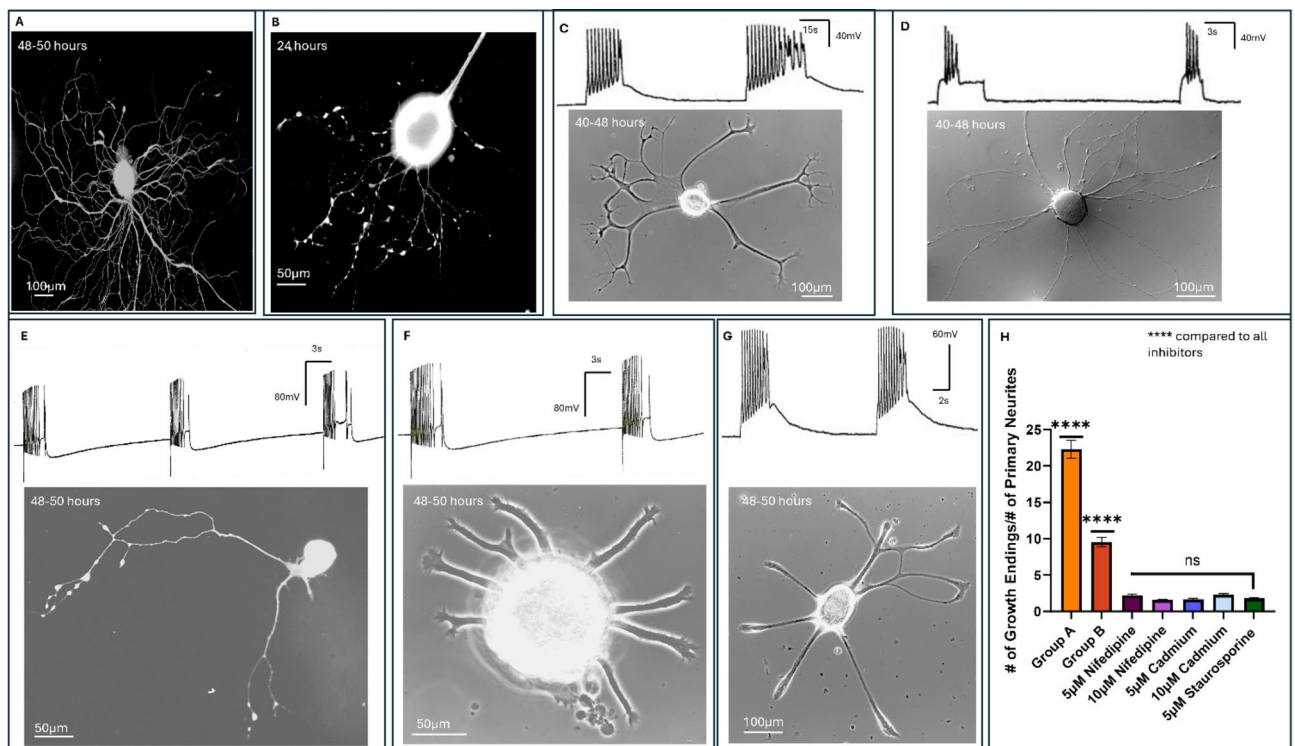 A
48-50 hours
100µm
B
24 hours
50µm
C
15s
40mV
40-48 hours
100µm
D
3s
40mV
40-48 hours
100µm
E
3s
80mV
48-50 hours
50µm
F
3s
80mV
48-50 hours
50µm
G
60mV
2s
48-50 hours
100µm
H
**** compared to all
inhibitors
# of Growth Endings/# of Primary Neurites
25
20
15
10
5
0
****
****
ns
Group A
Group B
5µM Nifedipine
10µM Nifedipine
5µM Cadmium
10µM Cadmium
5µM Staurosporine